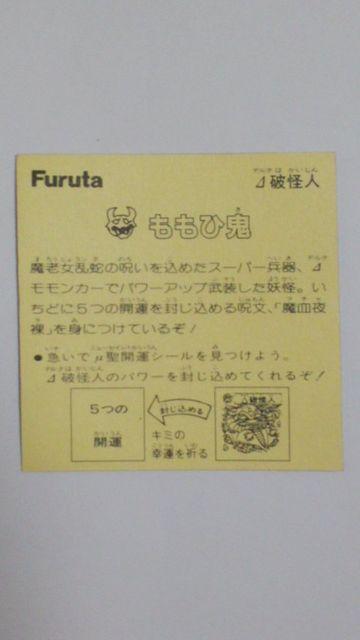 Furuta
⊿破怪人
ももひ鬼
魔老女乱蛇の呪いを込めたスーパー兵器、⊿
モモンカーでパワーアップ武装した妖怪。い
ちどに5つの開運を封じ込める呪文、「魔血夜
裸」を身につけているぞ!
●急いでμ聖開運シールを見つけよう。
⊿破怪人のパワーを封じ込めてくれるぞ!
5つの
開運
封じ込める
キミの
幸運を祈る
⊿破怪人